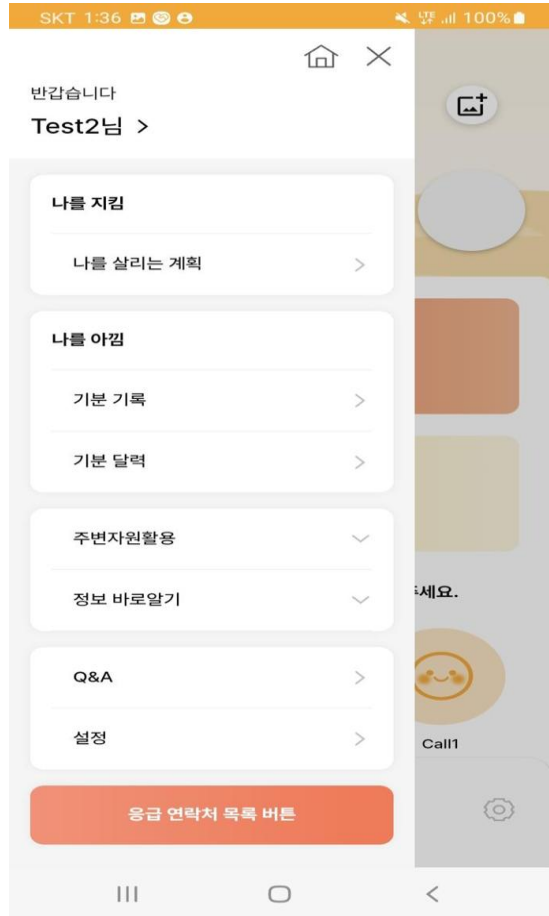 SKT 1:36
LTE 100%
반갑습니다
Test2님 >
나를 지킴
나를 살리는 계획
나를 아낌
기분 기록
기분 달력
주변자원활용
정보 바로알기
세요.
Q&A
설정
Call1
응급 연락처 목록 버튼